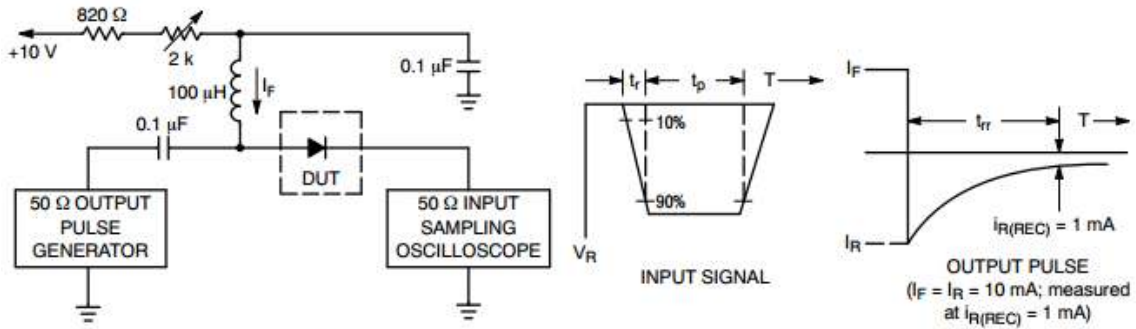 820 Ω
+10 V
2 k
0.1 µF
100 µH
I_F
0.1 µF
DUT
50 Ω OUTPUT
PULSE
GENERATOR
50 Ω INPUT
SAMPLING
OSCILLOSCOPE
t_r
t_p
T
10%
90%
V_R
INPUT SIGNAL
I_F
t_rr
T
i_R(REC) = 1 mA
I_R
OUTPUT PULSE
(I_F = I_R = 10 mA; measured
at i_R(REC) = 1 mA)